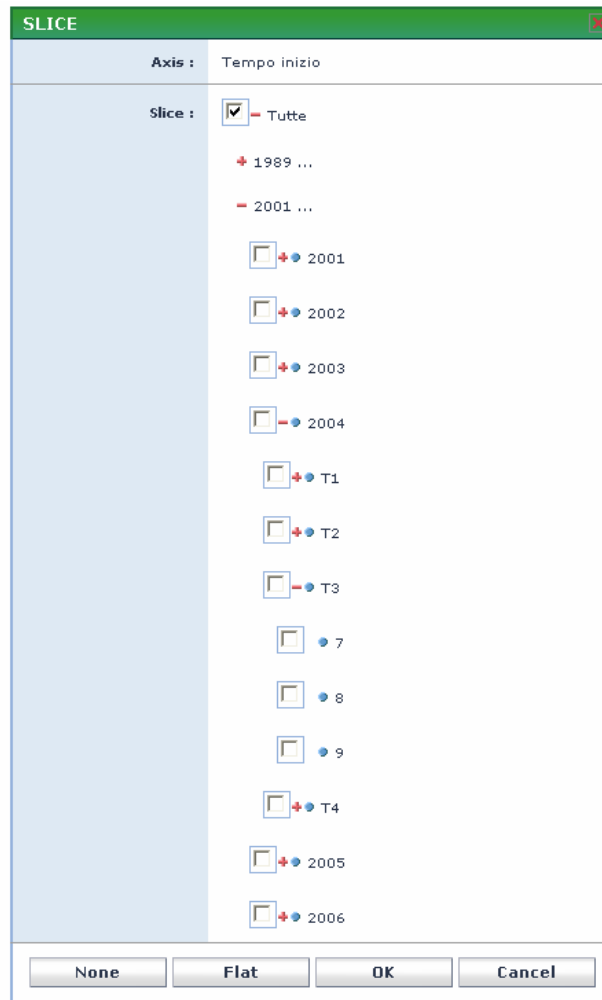 SLICE
Axis : Tempo inizio
Slice : Tutte
1989 ...
2001 ...
2001
2002
2003
2004
T1
T2
T3
7
8
9
T4
2005
2006
None Flat OK Cancel